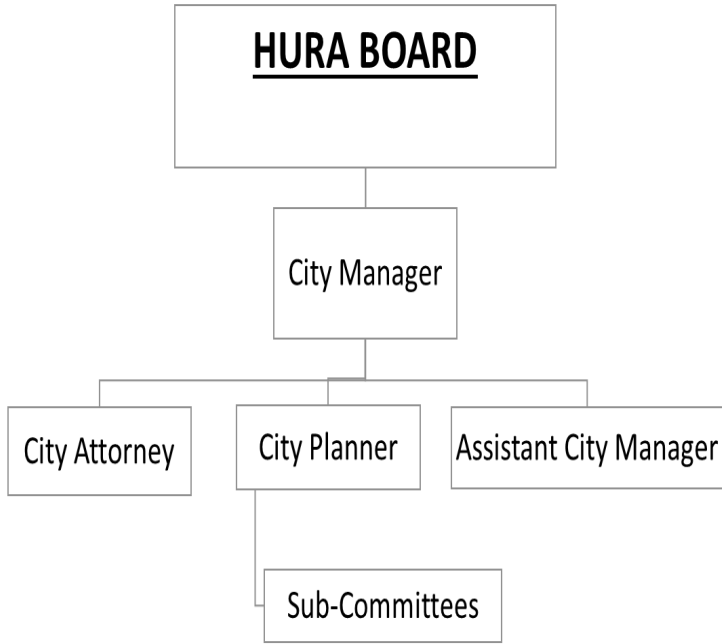 HURA BOARD
City Manager
City Attorney
City Planner
Assistant City Manager
Sub-Committees